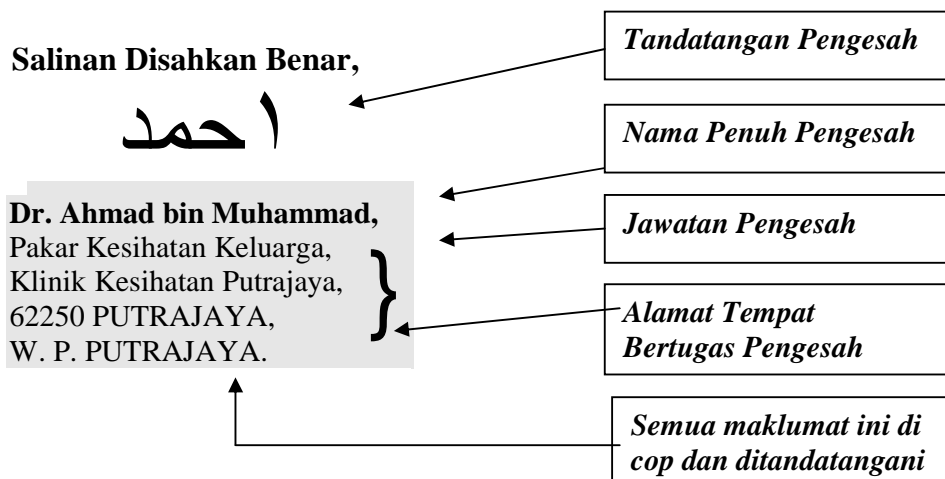 Salinan Disahkan Benar,
احمد
Dr. Ahmad bin Muhammad,
Pakar Kesihatan Keluarga,
Klinik Kesihatan Putrajaya,
62250 PUTRAJAYA,
W. P. PUTRAJAYA.
Tandatangan Pengesah
Nama Penuh Pengesah
Jawatan Pengesah
Alamat Tempat
Bertugas Pengesah
Semua maklumat ini di
cop dan ditandatangani